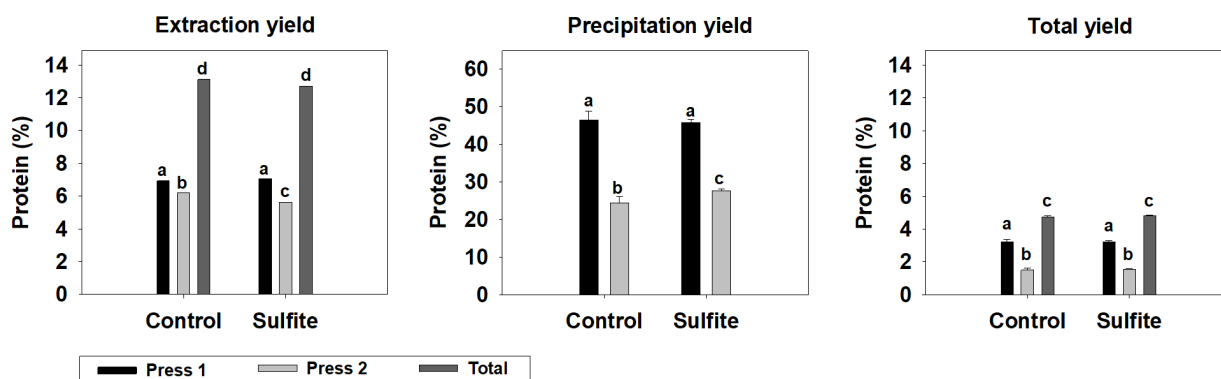 Extraction yield
Protein (%)
14
12
10
8
6
4
2
0
a
b
d
a
c
d
Control Sulfite
Precipitation yield
Protein (%)
60
50
40
30
20
10
0
a
b
a
c
Control Sulfite
Total yield
Protein (%)
14
12
10
8
6
4
2
0
a
b
c
a
b
c
Control Sulfite
Press 1 Press 2 Total